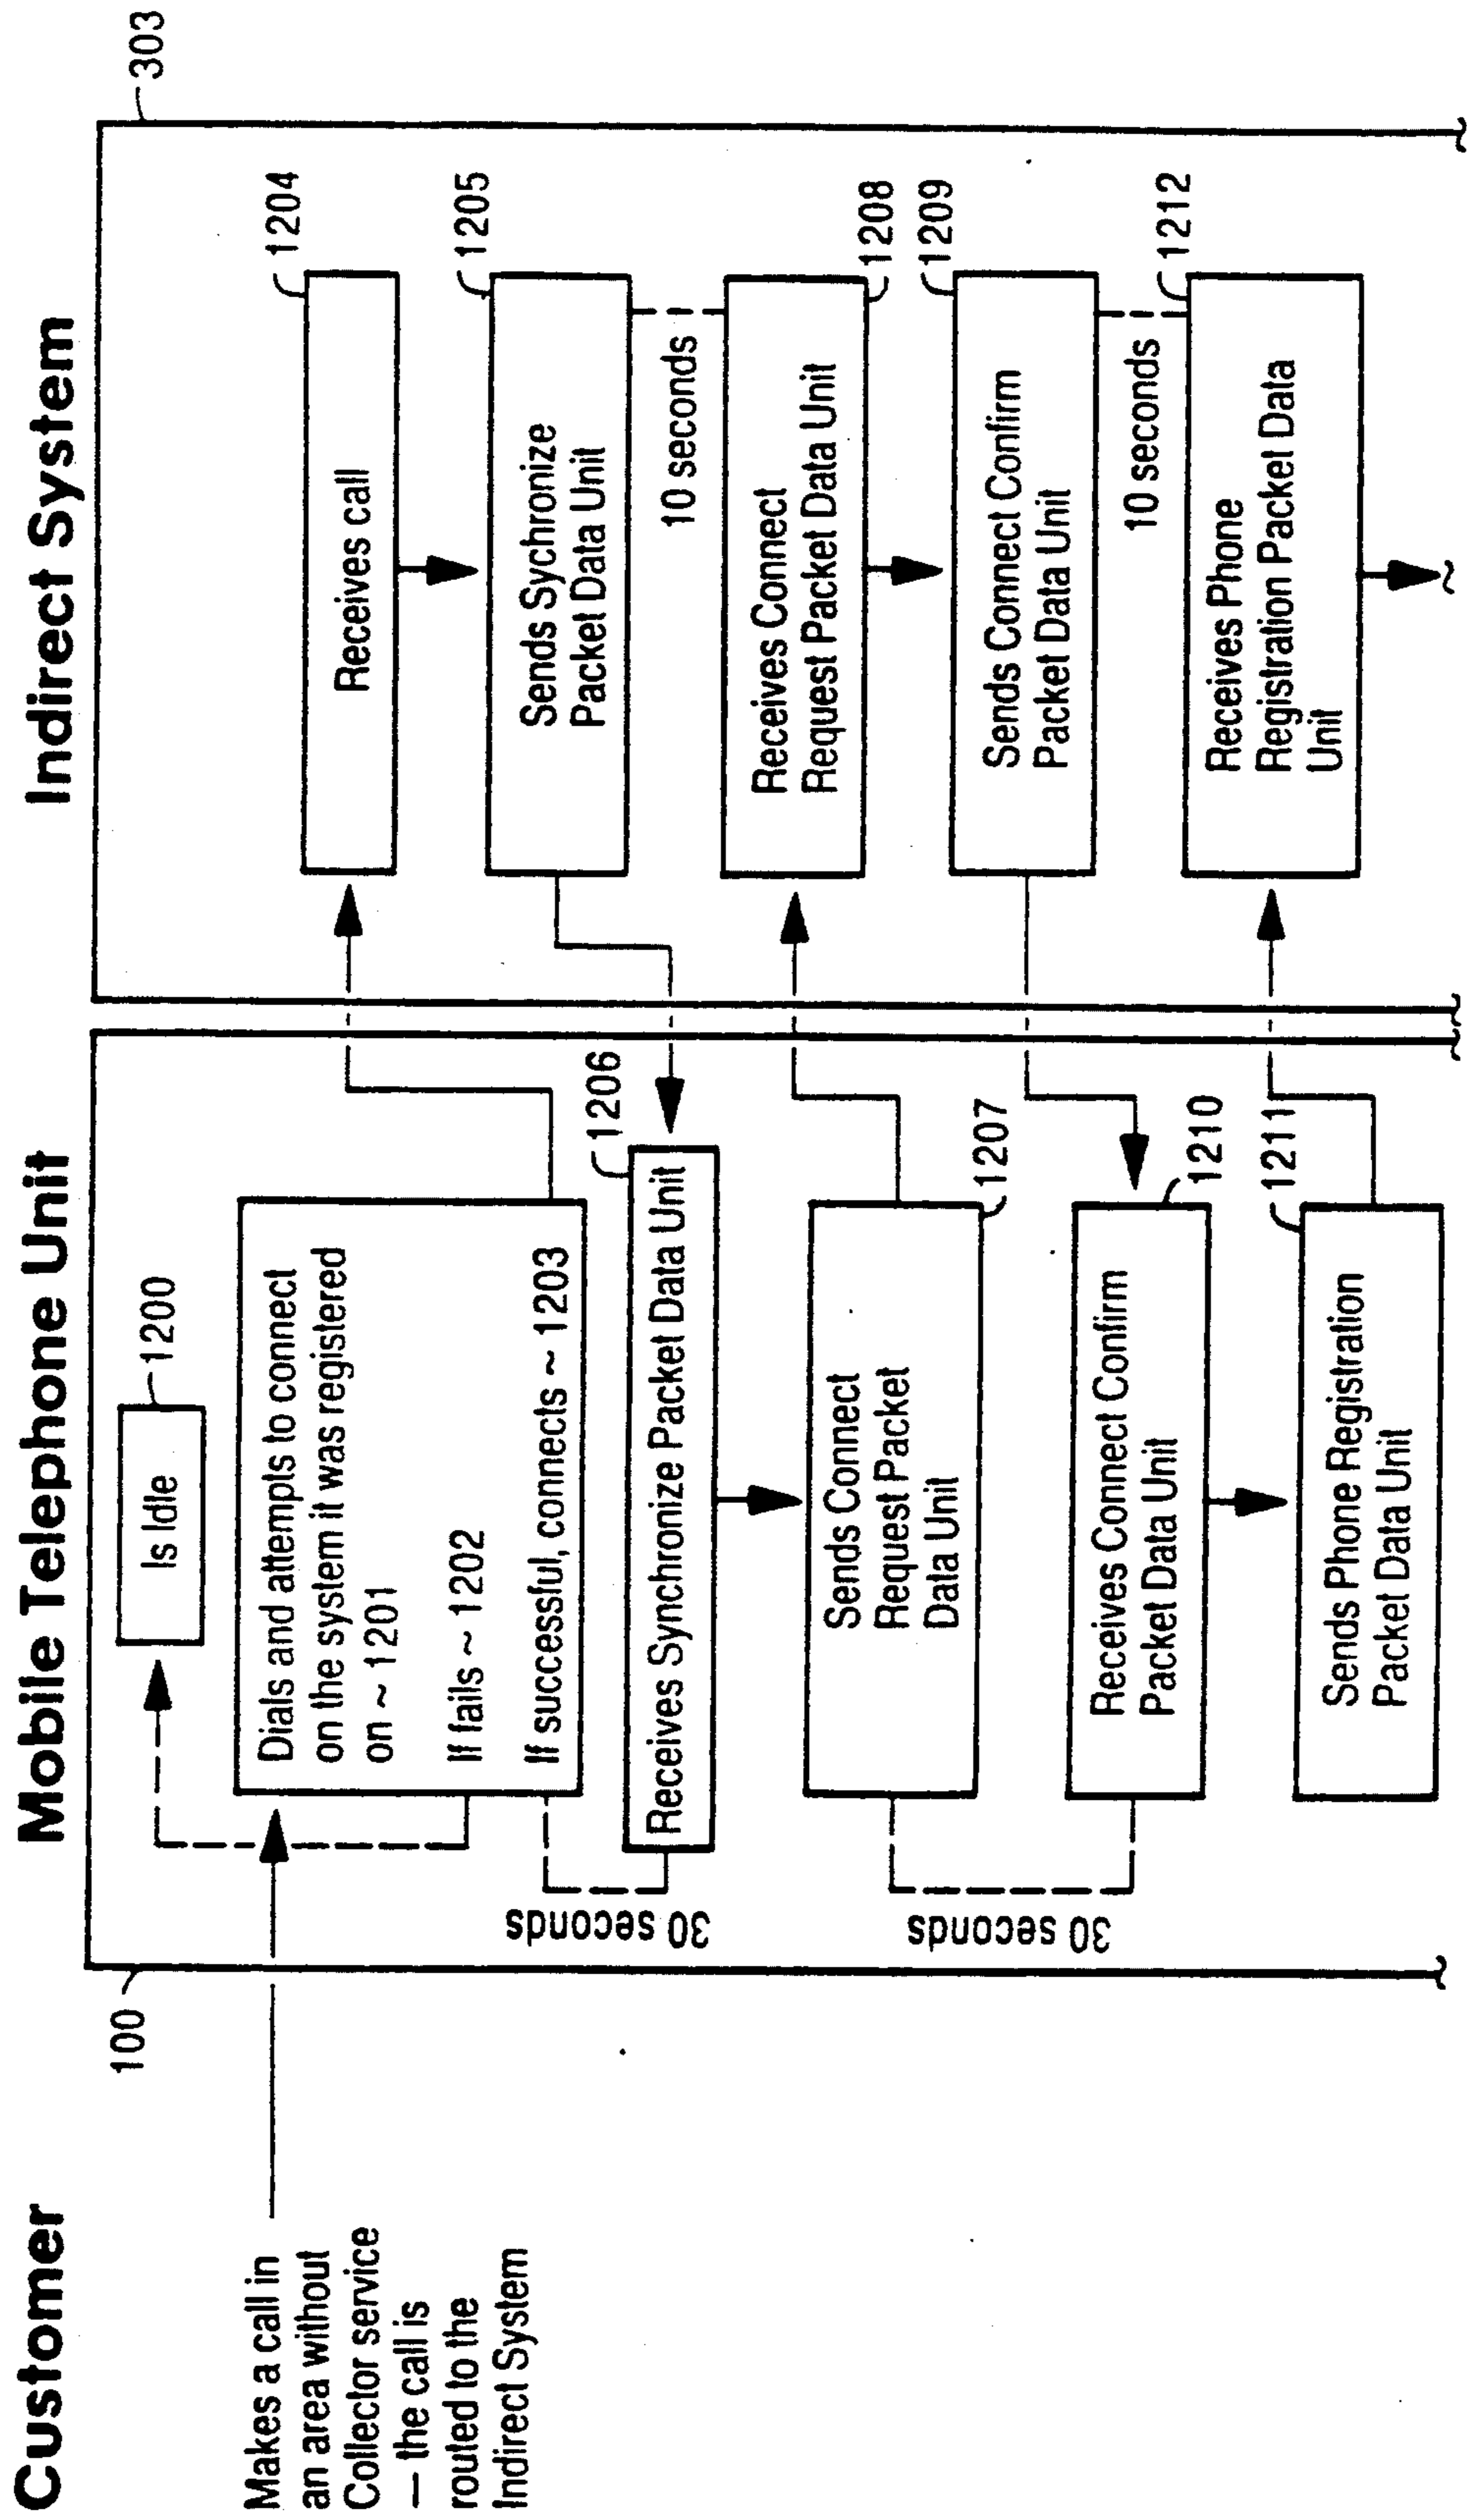 Customer
Mobile Telephone Unit
Indirect System
100
303
Makes a call in
an area without
Collector service
— the call is
routed to the
Indirect System
Is Idle
1200
Dials and attempts to connect
on the system it was registered
on ~ 1201
If fails ~ 1202
If successful, connects ~ 1203
30 seconds
Receives Synchronize Packet Data Unit
1206
Sends Connect
Request Packet
Data Unit
1207
30 seconds
Receives Connect Confirm
Packet Data Unit
1210
Sends Phone Registration
Packet Data Unit
1211
Receives call
1204
Sends Sychronize
Packet Data Unit
1205
10 seconds
Receives Connect
Request Packet Data Unit
1208
Sends Connect Confirm
Packet Data Unit
1209
10 seconds
Receives Phone
Registration Packet Data
Unit
1212